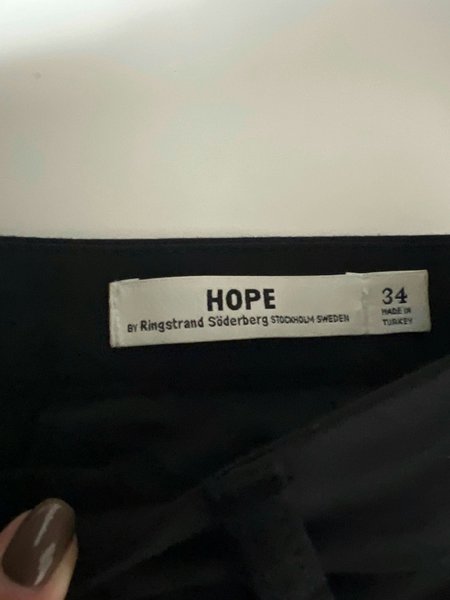 HOPE
BY Ringstrand Söderberg STOCKHOLM SWEDEN
34
MADE IN
TURKEY